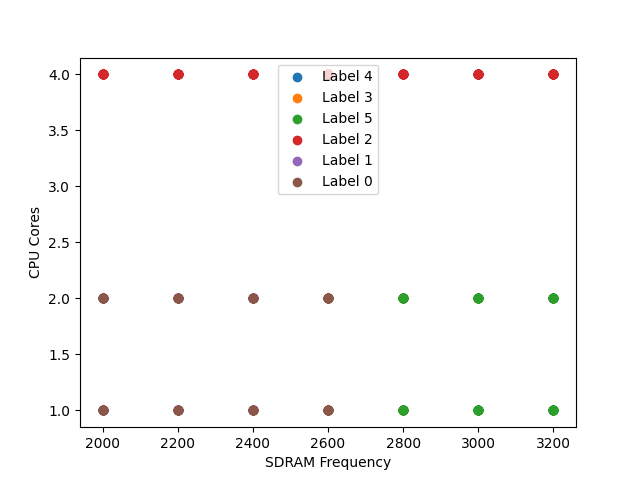 4.0
3.5
3.0
2.5
2.0
1.5
1.0
CPU Cores
Label 4
Label 3
Label 5
Label 2
Label 1
Label 0
2000 2200 2400 2600 2800 3000 3200
SDRAM Frequency